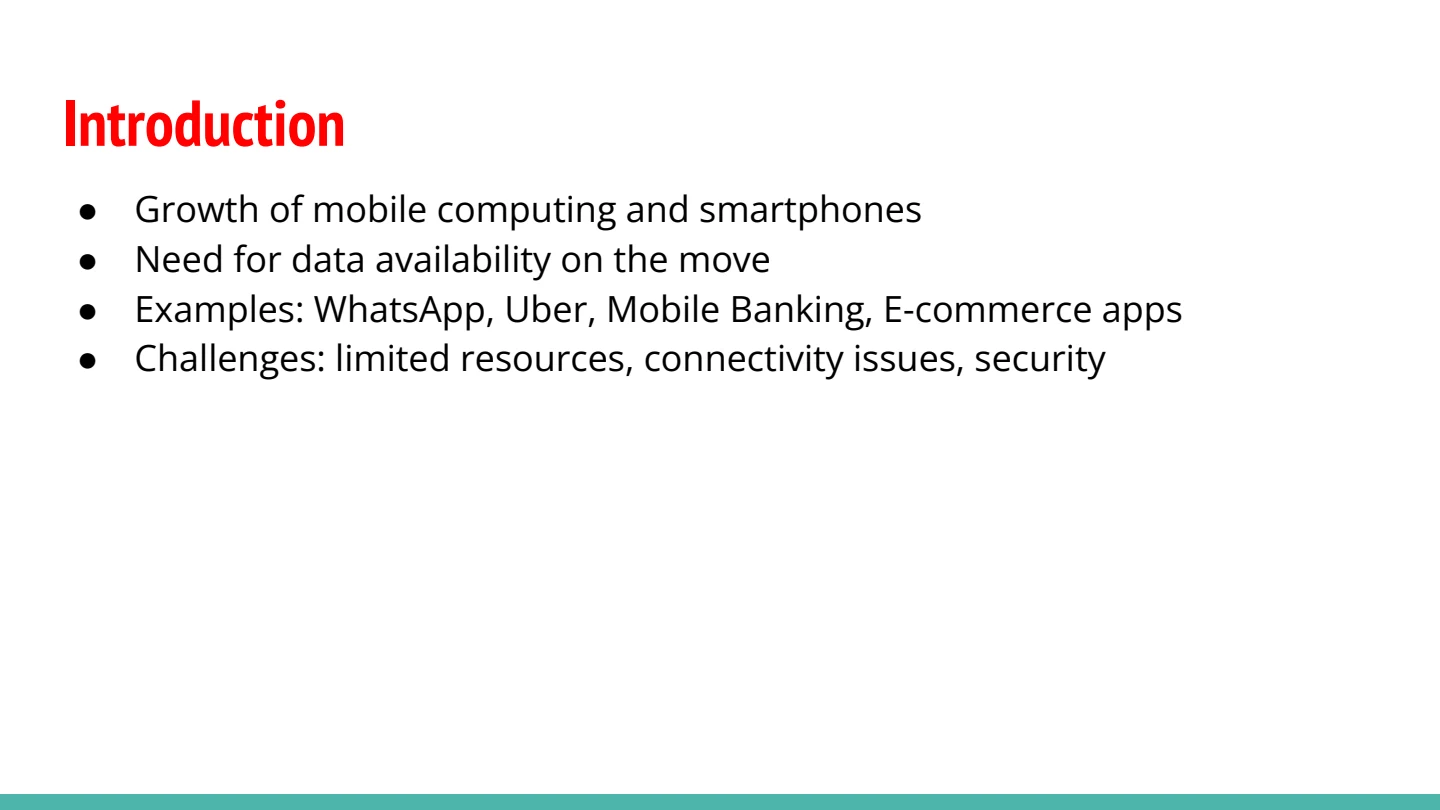 Introduction
● Growth of mobile computing and smartphones
● Need for data availability on the move
● Examples: WhatsApp, Uber, Mobile Banking, E-commerce apps
● Challenges: limited resources, connectivity issues, security